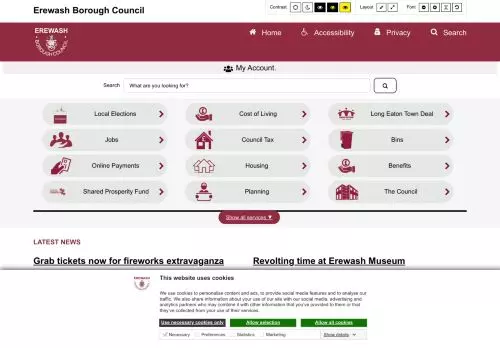 Erewash Borough Council
Contrast
Layout
Font
EREWASH
BOROUGH COUNCIL
Home
Accessibility
Privacy
Search
My Account.
Search
What are you looking for?
Local Elections
Cost of Living
Long Eaton Town Deal
Jobs
Council Tax
Bins
Online Payments
Housing
Benefits
Shared Prosperity Fund
Planning
The Council
Show all services ▼
LATEST NEWS
Grab tickets now for fireworks extravaganza
Revolting time at Erewash Museum
EREWASH
This website uses cookies
We use cookies to personalise content and ads, to provide social media features and to analyse our
traffic. We also share information about your use of our site with our social media, advertising and
analytics partners who may combine it with other information that you've provided to them or that
they've collected from your use of their services.
Use necessary cookies only
Allow selection
Allow all cookies
Necessary
Preferences
Statistics
Marketing
Show details